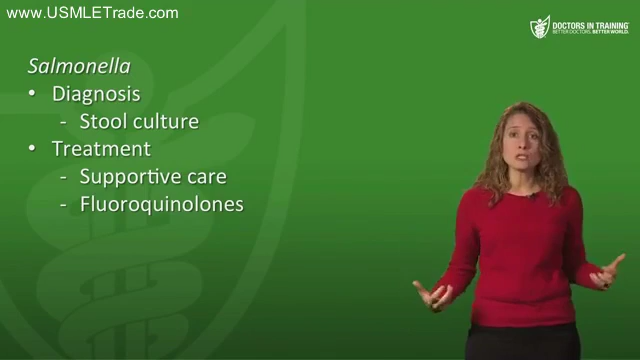 www.USMLETrade.com
DOCTORS IN TRAINING
BETTER DOCTORS. BETTER WORLD.
Salmonella
• Diagnosis
- Stool culture
• Treatment
- Supportive care
- Fluoroquinolones